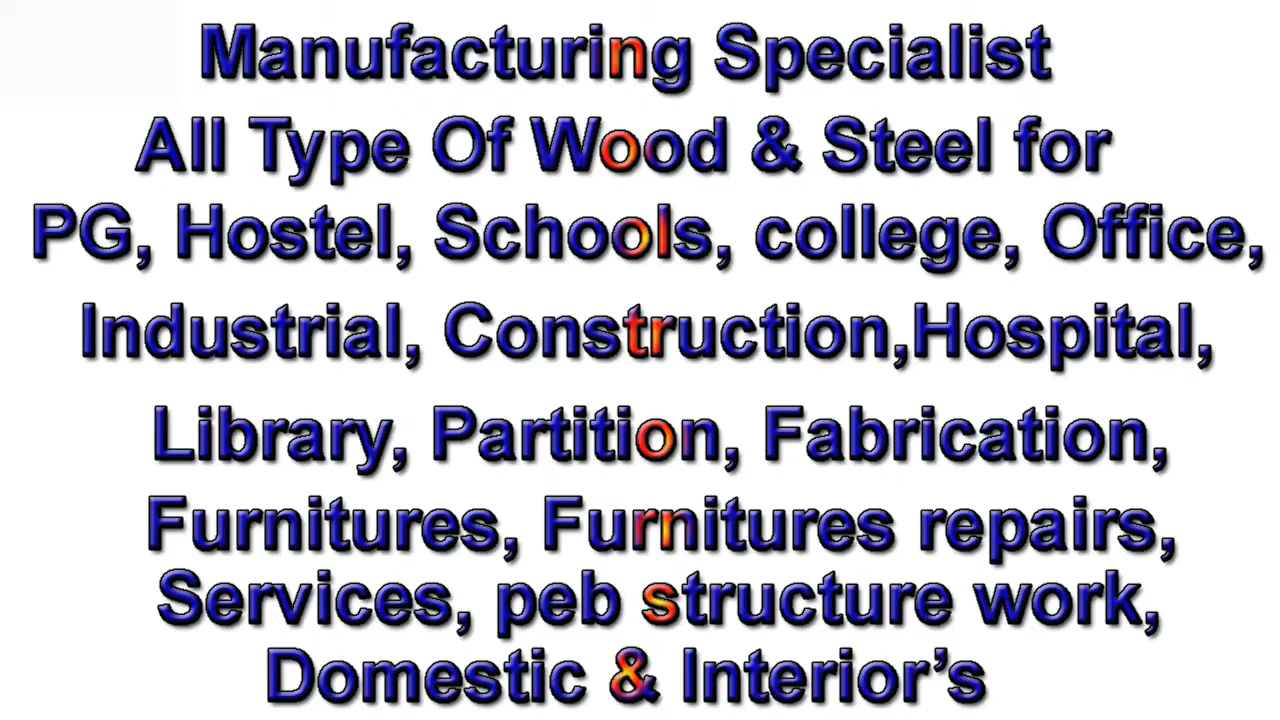 Manufacturing Specialist
All Type Of Wood & Steel for
PG, Hostel, Schools, college, Office,
Industrial, Construction,Hospital,
Library, Partition, Fabrication,
Furnitures, Furnitures repairs,
Services, peb structure work,
Domestic & Interior’s